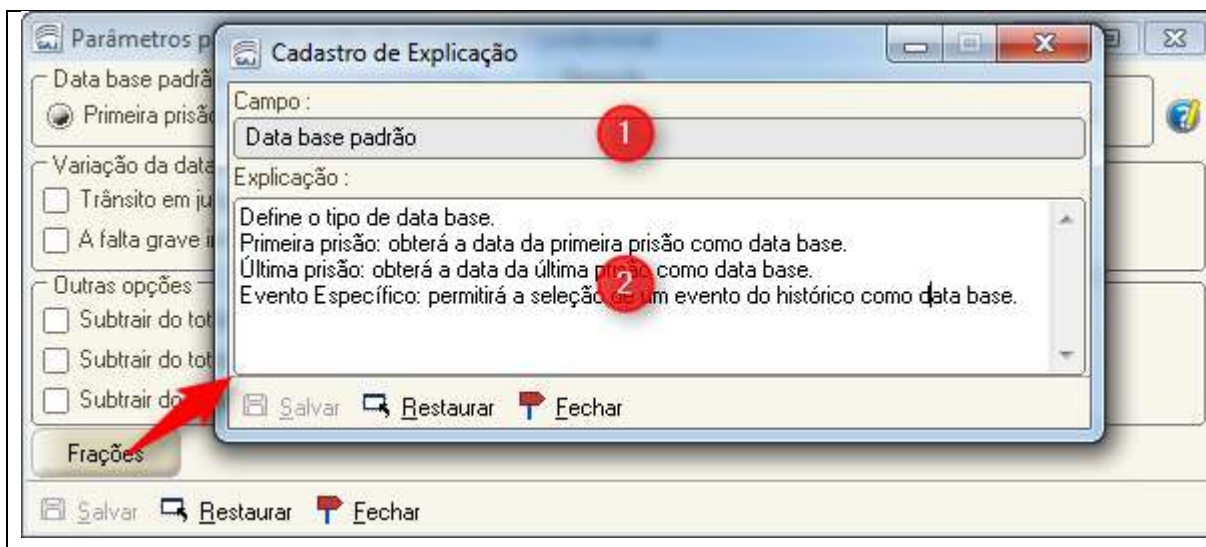 Parâmetros p
Cadastro de Explicação
Data base padrã
Primeira prisã
Campo :
Data base padrão
1
Variação da data
Trânsito em ju
A falta grave i
Explicação :
Define o tipo de data base.
Primeira prisão: obterá a data da primeira prisão como data base.
Última prisão: obterá a data da última prisão como data base.
Evento Específico: permitirá a seleção de um evento do histórico como data base.
2
Outras opções
Subtrair do tot
Subtrair do tot
Subtrair do
Salvar Restaurar Fechar
Frações
Salvar Restaurar Fechar